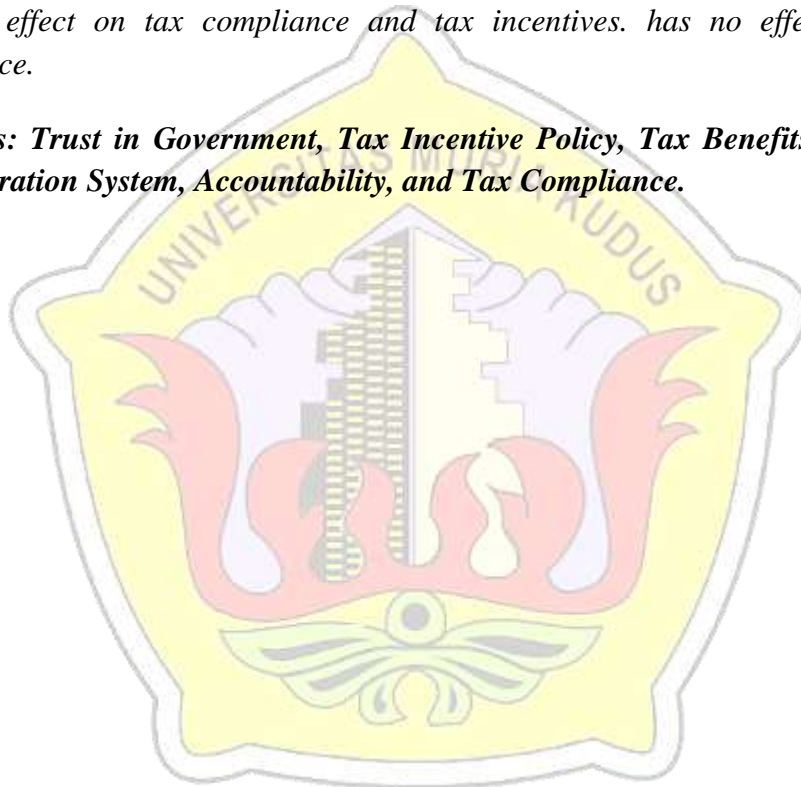 effect on tax compliance and tax incentives. has no effe
ce.
s: Trust in Government, Tax Incentive Policy, Tax Benefits
ration System, Accountability, and Tax Compliance.
UNIVERSITAS MURIA KUDUS